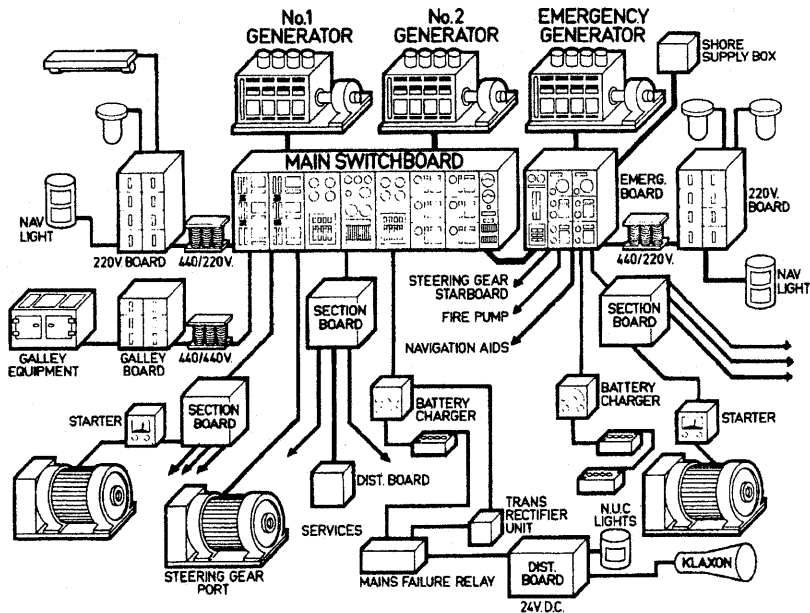 No.1
GENERATOR
No.2
GENERATOR
EMERGENCY
GENERATOR
SHORE
SUPPLY BOX
MAIN SWITCHBOARD
EMERG.
BOARD
220V.
BOARD
NAV
LIGHT
220V. BOARD
440/220V.
440/220V.
NAV
LIGHT
STEERING GEAR
STARBOARD
FIRE PUMP
NAVIGATION AIDS
SECTION
BOARD
SECTION
BOARD
GALLEY
EQUIPMENT
GALLEY
BOARD
440/440V.
STARTER
SECTION
BOARD
BATTERY
CHARGER
BATTERY
CHARGER
STARTER
DIST. BOARD
SERVICES
TRANS
RECTIFIER
UNIT
N.U.C
LIGHTS
STEERING GEAR
PORT
MAINS FAILURE RELAY
DIST.
BOARD
24V. D.C.
KLAXON